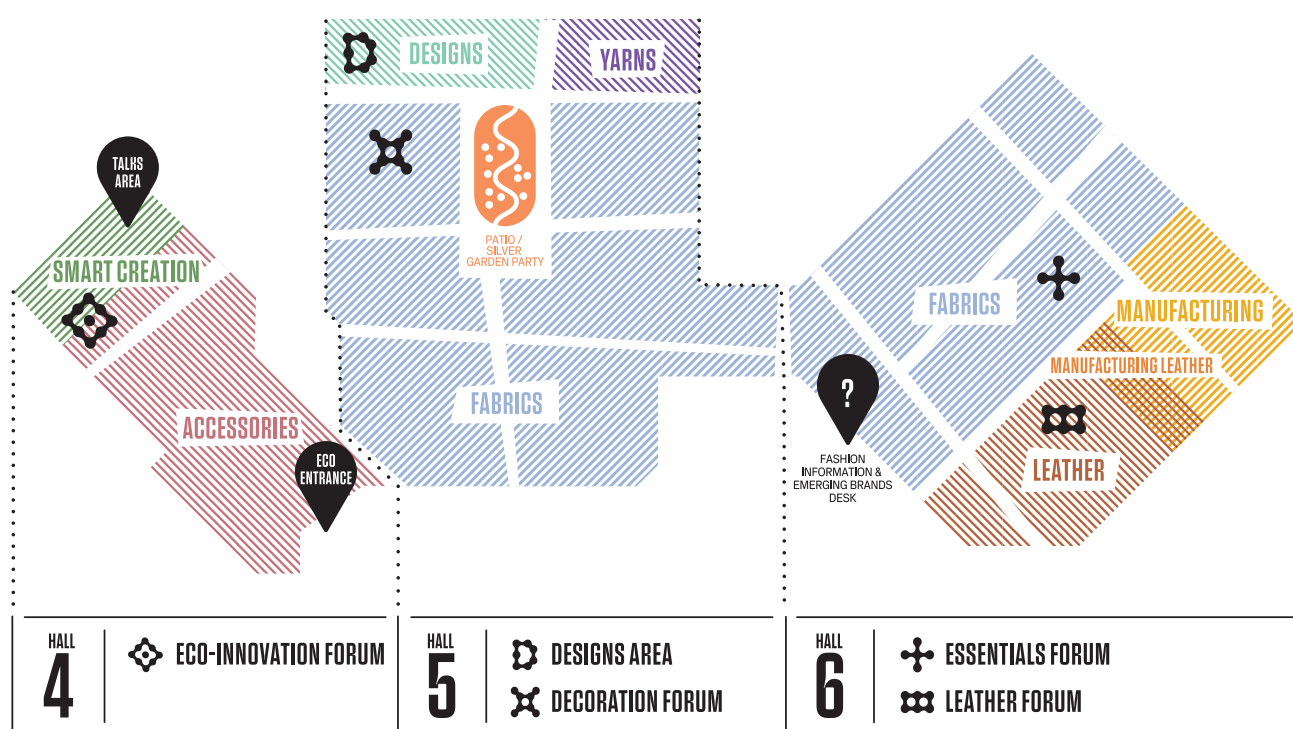 DESIGNS
YARNS
TALKS
AREA
SMART CREATION
PATIO /
SILVER
GARDEN PARTY
FABRICS
MANUFACTURING
MANUFACTURING LEATHER
FABRICS
?
ACCESSORIES
ECO
ENTRANCE
FASHION
INFORMATION &
EMERGING BRANDS
DESK
LEATHER
HALL
4
ECO-INNOVATION FORUM
HALL
5
DESIGNS AREA
DECORATION FORUM
HALL
6
ESSENTIALS FORUM
LEATHER FORUM